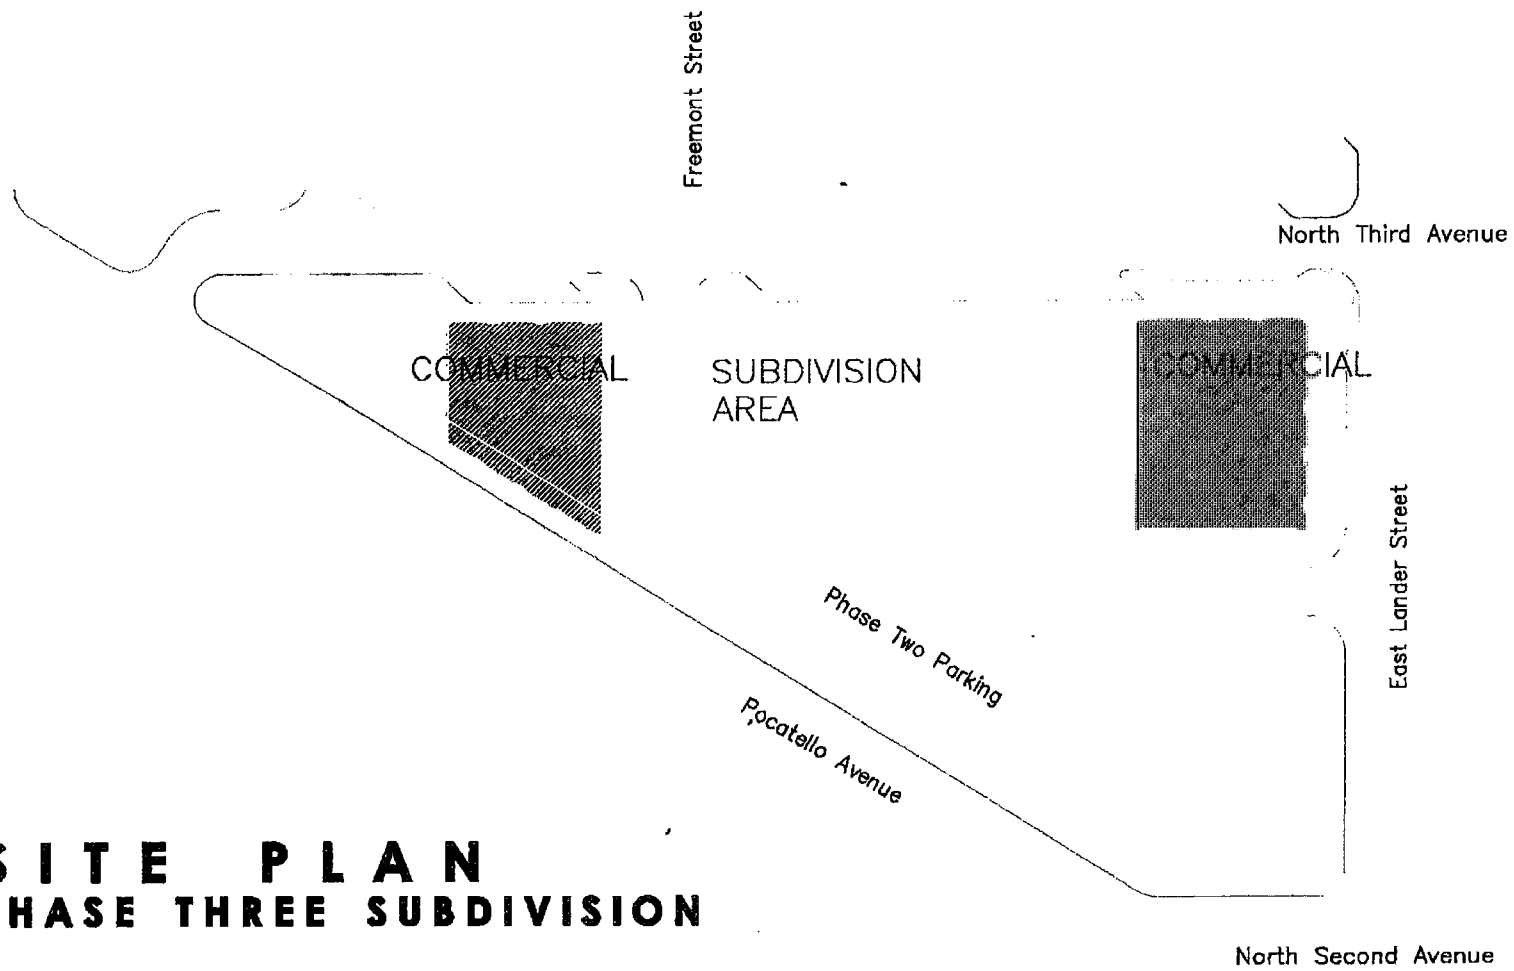 Freemont Street
North Third Avenue
COMMERCIAL
SUBDIVISION
AREA
COMMERCIAL
East Lander Street
Phase Two Parking
Pocatello Avenue
SITE PLAN
HASE THREE SUBDIVISION
North Second Avenue